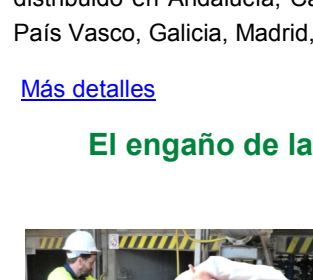 distribuido en Andalucía,
País Vasco, Galicia, Madrid,
Más detalles
El engaño de la